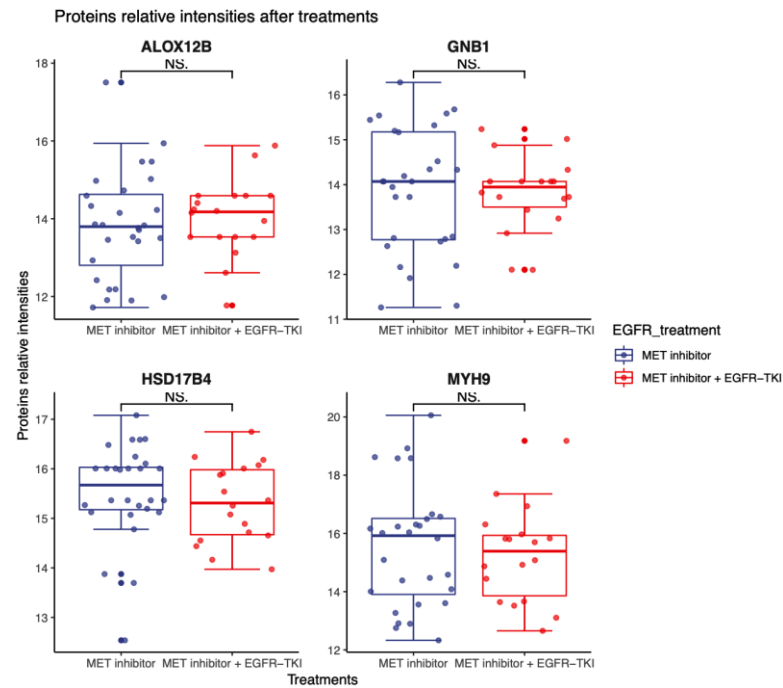 Proteins relative intensities after treatments
ALOX12B
NS.
18
16
14
12
MET inhibitor
MET inhibitor + EGFR−TKI
GNB1
NS.
16
15
14
13
12
11
MET inhibitor
MET inhibitor + EGFR−TKI
Proteins relative intensities
HSD17B4
NS.
17
16
15
14
13
MET inhibitor
MET inhibitor + EGFR−TKI
MYH9
NS.
20
18
16
14
12
MET inhibitor
MET inhibitor + EGFR−TKI
Treatments
EGFR_treatment
MET inhibitor
MET inhibitor + EGFR−TKI